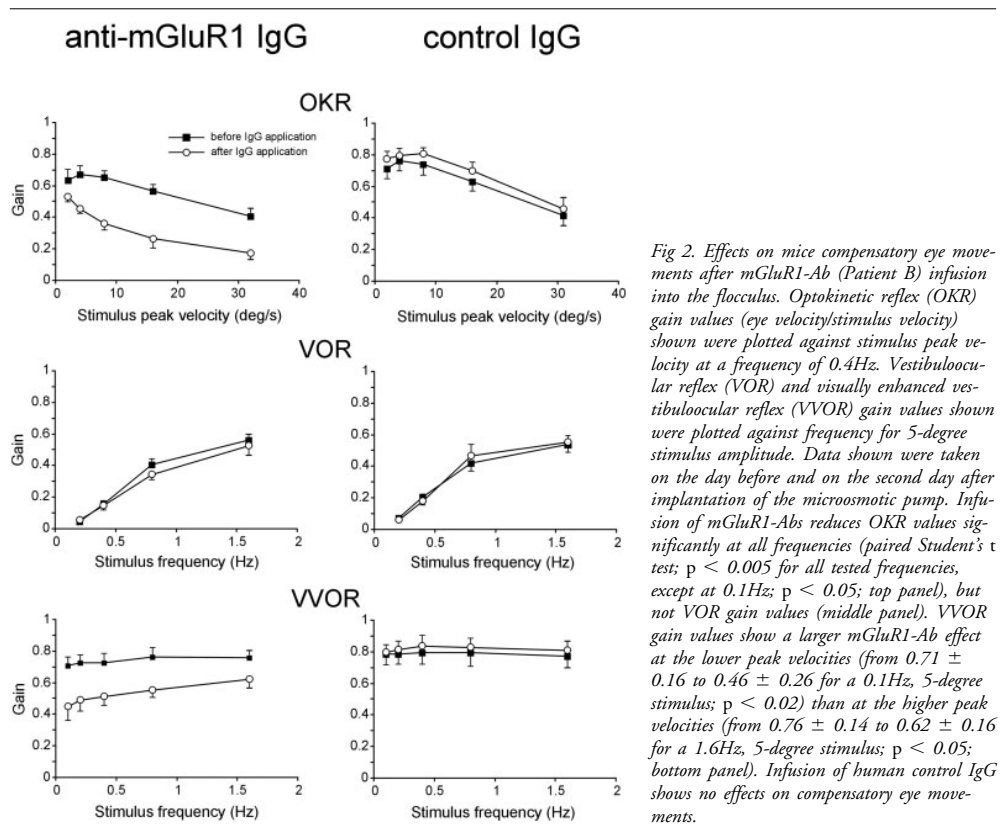 anti-mGluR1 IgG
control IgG
OKR
before IgG application
after IgG application
Gain
1
0.8
0.6
0.4
0.2
0
0 10 20 30 40
Stimulus peak velocity (deg/s)
1
0.8
0.6
0.4
0.2
0
0 10 20 30 40
Stimulus peak velocity (deg/s)
VOR
Gain
1
0.8
0.6
0.4
0.2
0
0 0.5 1 1.5 2
Stimulus frequency (Hz)
1
0.8
0.6
0.4
0.2
0
0 0.5 1 1.5 2
Stimulus frequency (Hz)
VVOR
Gain
1
0.8
0.6
0.4
0.2
0
0 0.5 1 1.5 2
Stimulus frequency (Hz)
1
0.8
0.6
0.4
0.2
0
0 0.5 1 1.5 2
Stimulus frequency (Hz)
Fig 2. Effects on mice compensatory eye move-
ments after mGluR1-Ab (Patient B) infusion
into the flocculus. Optokinetic reflex (OKR)
gain values (eye velocity/stimulus velocity)
shown were plotted against stimulus peak ve-
locity at a frequency of 0.4Hz. Vestibuloocu-
lar reflex (VOR) and visually enhanced ves-
tibuloocular reflex (VVOR) gain values shown
were plotted against frequency for 5-degree
stimulus amplitude. Data shown were taken
on the day before and on the second day after
implantation of the microosmotic pump. Infu-
sion of mGluR1-Abs reduces OKR values sig-
nificantly at all frequencies (paired Student's t
test; p < 0.005 for all tested frequencies,
except at 0.1Hz; p < 0.05; top panel), but
not VOR gain values (middle panel). VVOR
gain values show a larger mGluR1-Ab effect
at the lower peak velocities (from 0.71 ±
0.16 to 0.46 ± 0.26 for a 0.1Hz, 5-degree
stimulus; p < 0.02) than at the higher peak
velocities (from 0.76 ± 0.14 to 0.62 ± 0.16
for a 1.6Hz, 5-degree stimulus; p < 0.05;
bottom panel). Infusion of human control IgG
shows no effects on compensatory eye move-
ments.